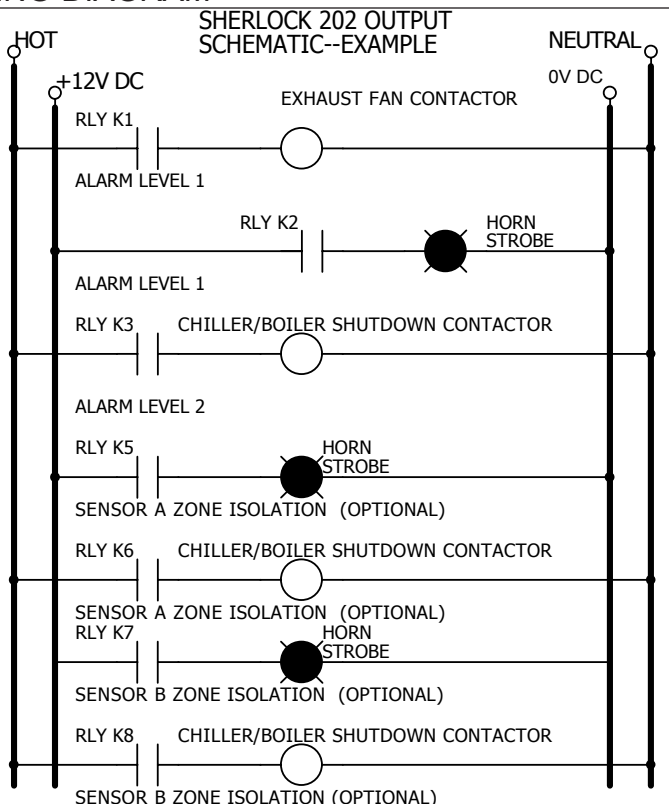 SHERLOCK 202 OUTPUT
SCHEMATIC--EXAMPLE
HOT
NEUTRAL
+12V DC
0V DC
EXHAUST FAN CONTACTOR
RLY K1
ALARM LEVEL 1
RLY K2
HORN
STROBE
ALARM LEVEL 1
RLY K3
CHILLER/BOILER SHUTDOWN CONTACTOR
ALARM LEVEL 2
RLY K5
HORN
STROBE
SENSOR A ZONE ISOLATION (OPTIONAL)
RLY K6
CHILLER/BOILER SHUTDOWN CONTACTOR
SENSOR A ZONE ISOLATION (OPTIONAL)
RLY K7
HORN
STROBE
SENSOR B ZONE ISOLATION (OPTIONAL)
RLY K8
CHILLER/BOILER SHUTDOWN CONTACTOR
SENSOR B ZONE ISOLATION (OPTIONAL)